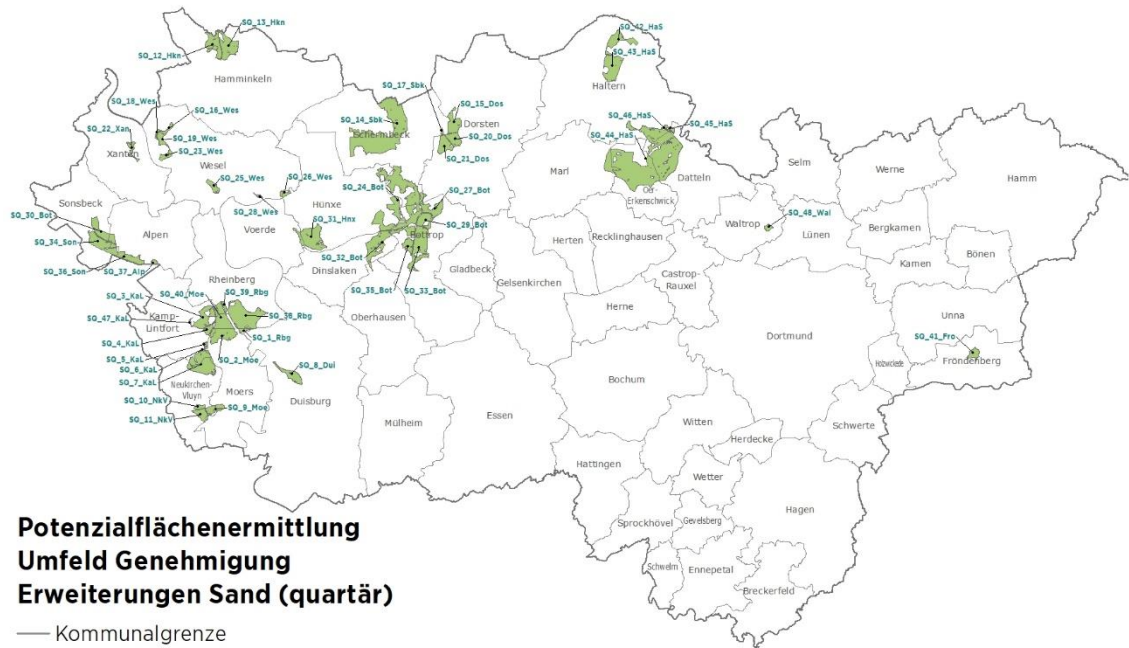 SQ_13_Hkn
SQ_12_Hkn
Hamminkeln
SQ_42_HaS
SQ_43_HaS
Haltern
SQ_17_Sbk
SQ_18_Wes
SQ_16_Wes
SQ_14_Sbk
SQ_15_Dos
Schermbeck
Dorsten
SQ_22_Xan
SQ_19_Wes
SQ_20_Dos
Xanten
SQ_23_Wes
SQ_21_Dos
SQ_46_HaS
SQ_45_HaS
SQ_44_HaS
Wesel
Marl
Selm
Werne
Hamm
SQ_25_Wes
SQ_26_Wes
SQ_24_Bot
SQ_27_Bot
Datteln
Oer-
Erkenschwick
Sonsbeck
SQ_28_Wes
Hünxe
SQ_30_Bot
SQ_31_Hnx
SQ_29_Bot
SQ_48_Wal
Waltrop
Lünen
Bergkamen
Alpen
Voerde
Bottrop
Herten
Recklinghausen
SQ_34_Son
SQ_32_Bot
Bönen
SQ_36_Son
SQ_37_Alp
Dinslaken
Gladbeck
Kamen
Rheinberg
Gelsenkirchen
Castrop-
Rauxel
SQ_35_Bot
SQ_33_Bot
SQ_40_Moe
SQ_39_Rbg
SQ_3_KaL
Kamp-
Lintfort
SQ_38_Rbg
Oberhausen
Herne
Unna
SQ_47_KaL
SQ_1_Rbg
Dortmund
SQ_41_Fro
SQ_4_KaL
SQ_5_KaL
SQ_2_Moe
Fröndenberg
Holzwickede
SQ_6_KaL
SQ_8_Dui
SQ_7_KaL
Bochum
Neukirchen-
Vluyn
Moers
Duisburg
SQ_10_NkV
SQ_9_Moe
SQ_11_NkV
Mülheim
Essen
Witten
Schwerte
Herdecke
Hattingen
Wetter
Hagen
Sprockhövel
Gevelsberg
Schwelm
Ennepetal
Breckerfeld
Potenzialflächenermittlung
Umfeld Genehmigung
Erweiterungen Sand (quartär)
Kommunalgrenze